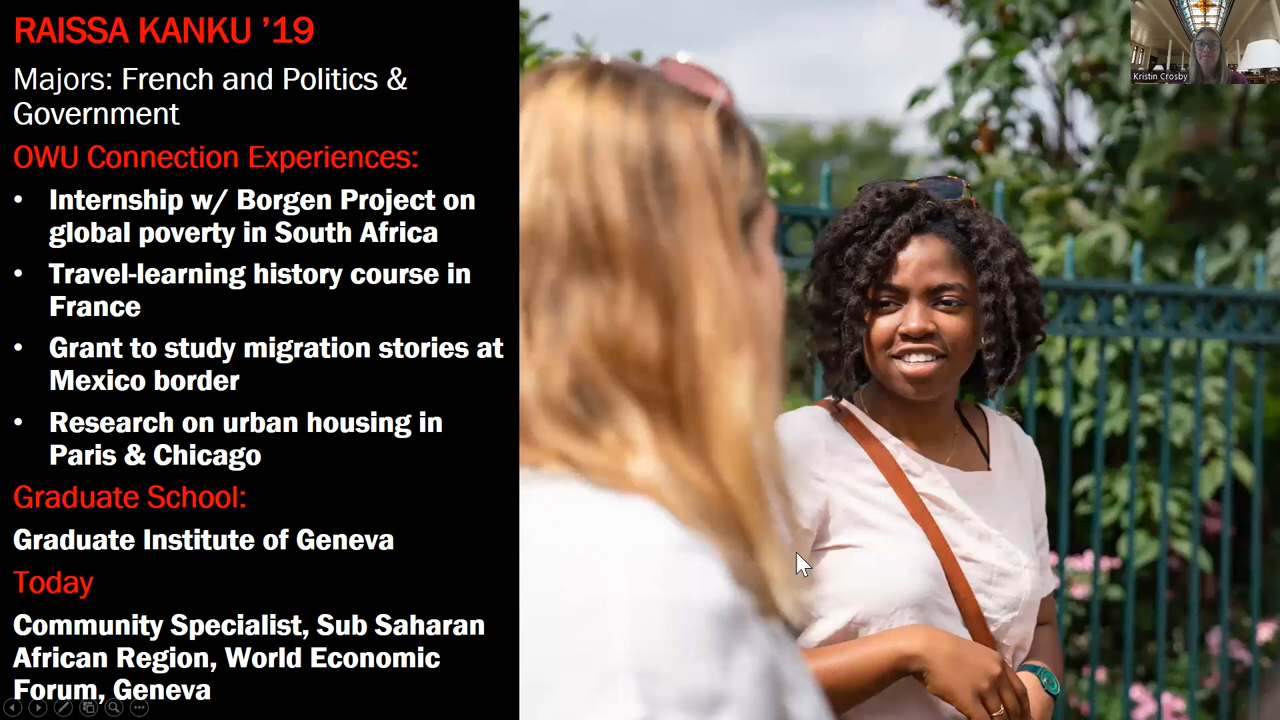 RAISSA KANKU ’19
Majors: French and Politics &
Government
OWU Connection Experiences:
• Internship w/ Borgen Project on
global poverty in South Africa
• Travel-learning history course in
France
• Grant to study migration stories at
Mexico border
• Research on urban housing in
Paris & Chicago
Graduate School:
Graduate Institute of Geneva
Today
Community Specialist, Sub Saharan
African Region, World Economic
Forum, Geneva
Kristin Crosby